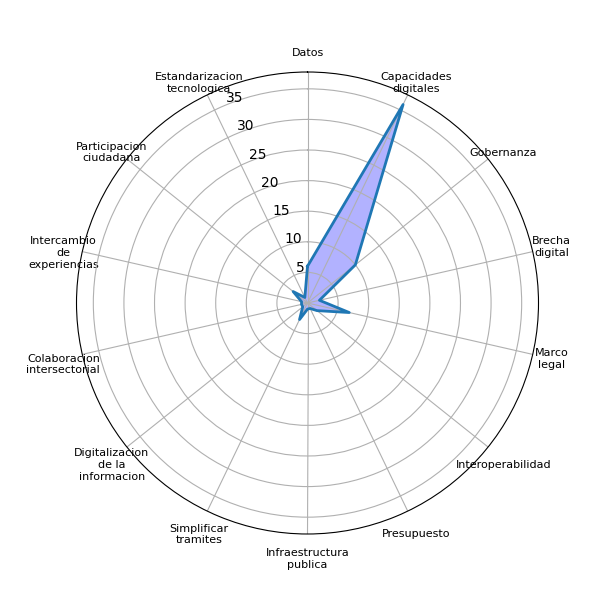 Datos
Capacidades
digitales
Gobernanza
Brecha
digital
Marco
legal
Interoperabilidad
Presupuesto
Infraestructura
publica
Simplificar
tramites
Digitalizacion
de la
informacion
Colaboracion
intersectorial
Intercambio
de
experiencias
Participacion
ciudadana
Estandarizacion
tecnologica
35
30
25
20
15
10
5